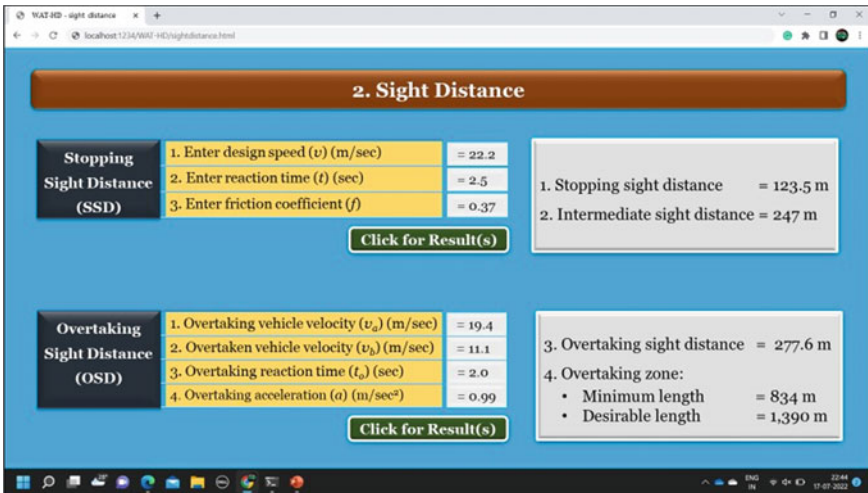 WAT-HD - sight distance
localhost:1234/WAT-HD/sightdistance.html
2. Sight Distance
Stopping
Sight Distance
(SSD)
1. Enter design speed (υ) (m/sec) = 22.2
2. Enter reaction time (t) (sec) = 2.5
3. Enter friction coefficient (f) = 0.37
Click for Result(s)
1. Stopping sight distance = 123.5 m
2. Intermediate sight distance = 247 m
Overtaking
Sight Distance
(OSD)
1. Overtaking vehicle velocity (υₐ) (m/sec) = 19.4
2. Overtaken vehicle velocity (υ_b) (m/sec) = 11.1
3. Overtaking reaction time (tₒ) (sec) = 2.0
4. Overtaking acceleration (a) (m/sec²) = 0.99
Click for Result(s)
3. Overtaking sight distance = 277.6 m
4. Overtaking zone:
• Minimum length = 834 m
• Desirable length = 1,390 m
ENG
IN
22:44
17-07-2022